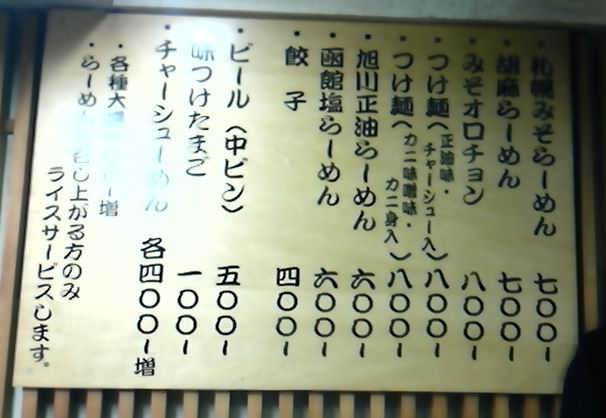 ・札幌みそらーめん 七〇〇ー
・胡麻らーめん 七〇〇ー
・みそオロチョン 八〇〇ー
・つけ麺(正油味・チャーシュー入) 八〇〇ー
・つけ麺(カニ味噌味・カニ身入) 八〇〇ー
・旭川正油らーめん 六〇〇ー
・函館塩らーめん 六〇〇ー
・餃子 四〇〇ー
・ビール(中ビン) 五〇〇ー
味つけたまご 一〇〇ー
・チャーシューめん 各四〇〇ー増
・各種大 増
・らーめん 召し上がる方のみ
ライスサービスします。